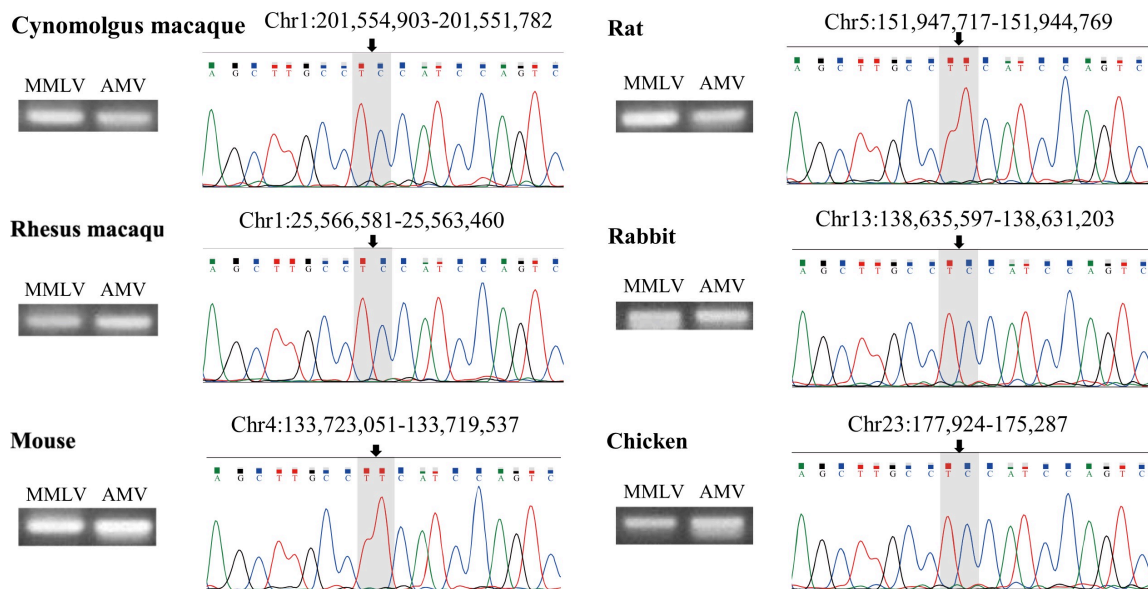 Cynomolgus macaque
Chr1:201,554,903-201,551,782
MMLV AMV
A G C T T G C C T C C A T C C A G T C
Rat
Chr5:151,947,717-151,944,769
MMLV AMV
A G C T T G C C T T C A T C C A G T C
Rhesus macaqu
Chr1:25,566,581-25,563,460
MMLV AMV
A G C T T G C C T C C A T C C A G T C
Rabbit
Chr13:138,635,597-138,631,203
MMLV AMV
A G C T T G C C T C C A T C C A G T C
Mouse
Chr4:133,723,051-133,719,537
MMLV AMV
A G C T T G C C T T C A T C C A G T C
Chicken
Chr23:177,924-175,287
MMLV AMV
A G C T T G C C T C C A T C C A G T C